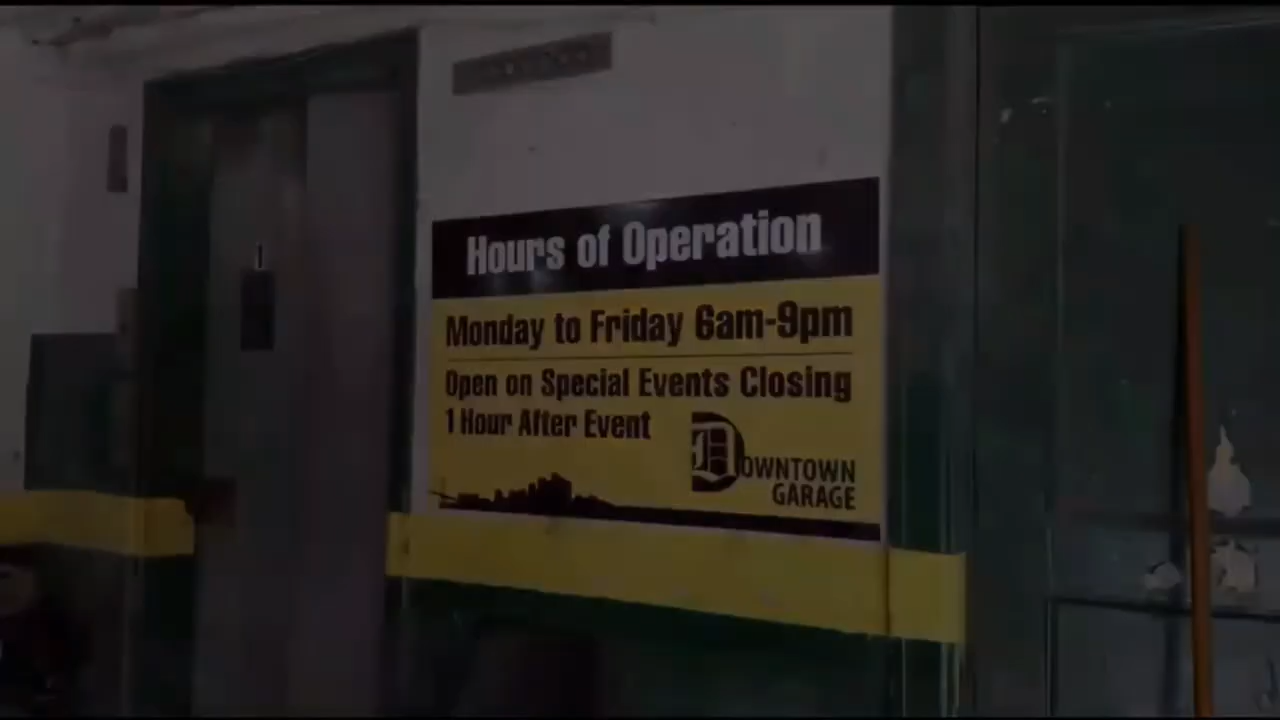 Hours of Operation
Monday to Friday 6am-9pm
Open on Special Events Closing
1 Hour After Event
DOWNTOWN
GARAGE